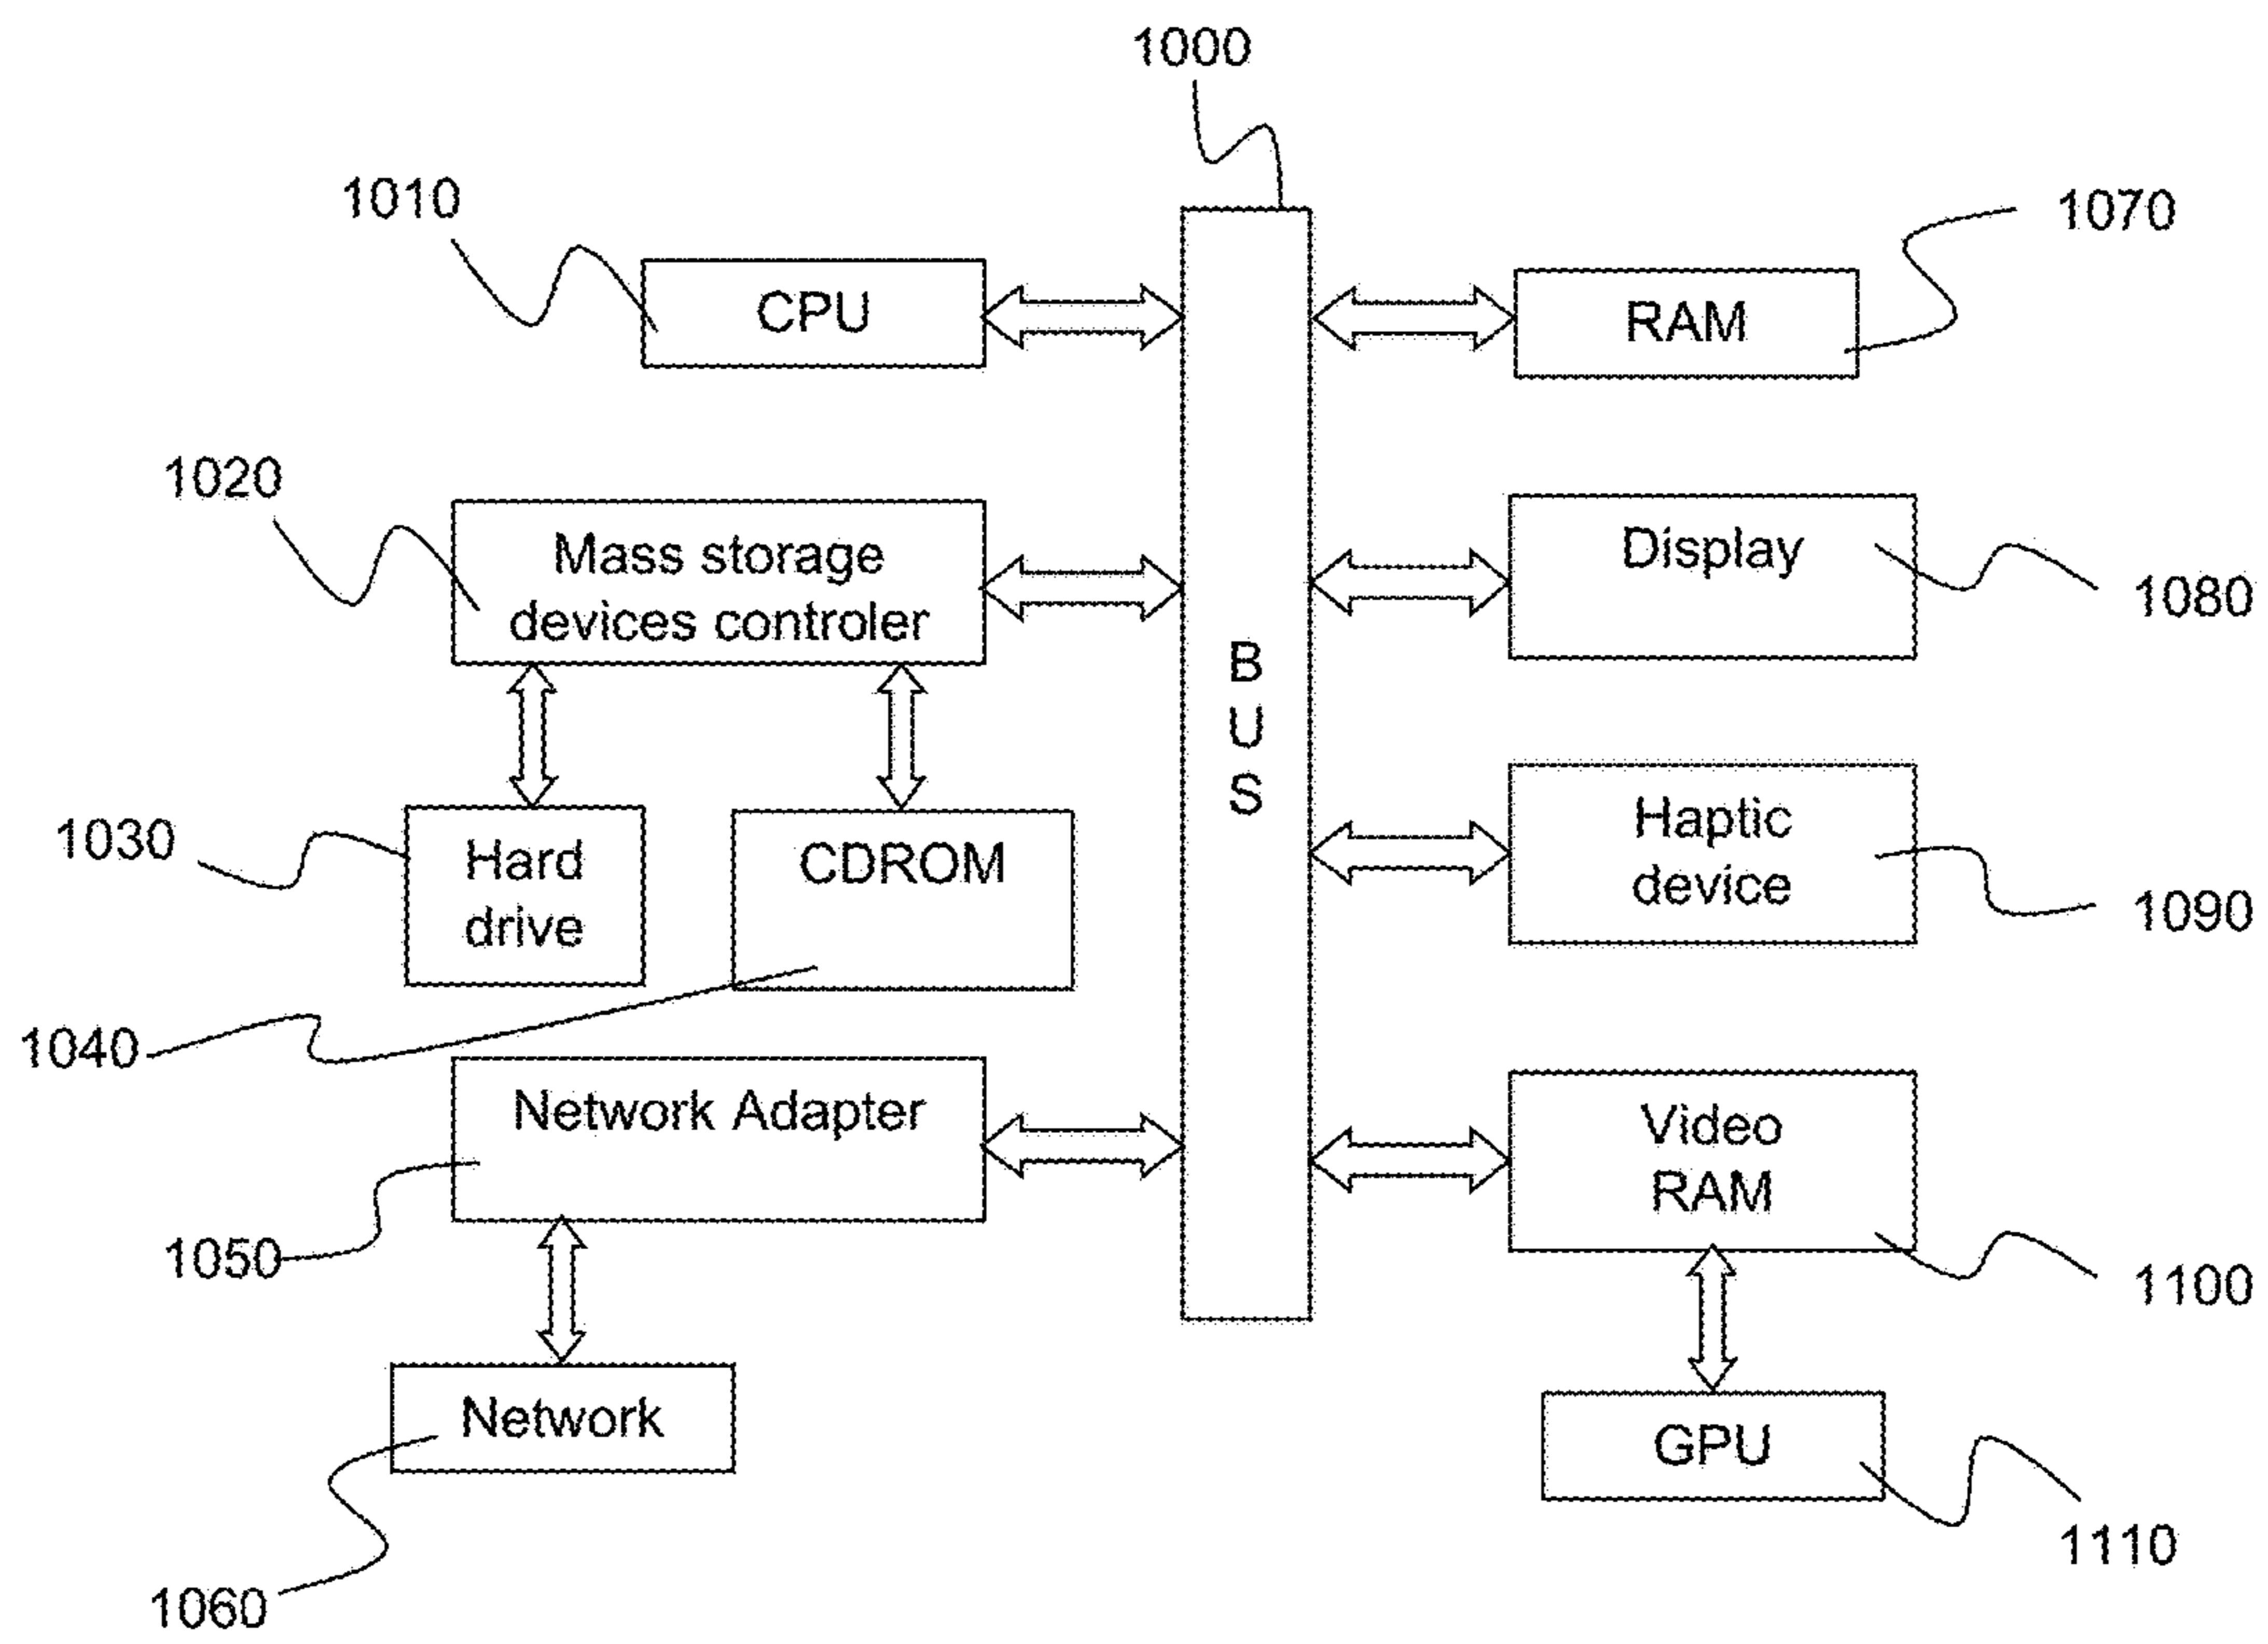 1000
1010
CPU
RAM
1070
1020
Mass storage
devices controler
Display
1080
B
U
S
1030
Hard
drive
CDROM
Haptic
device
1090
1040
Network Adapter
1050
Video
RAM
1100
Network
1060
GPU
1110